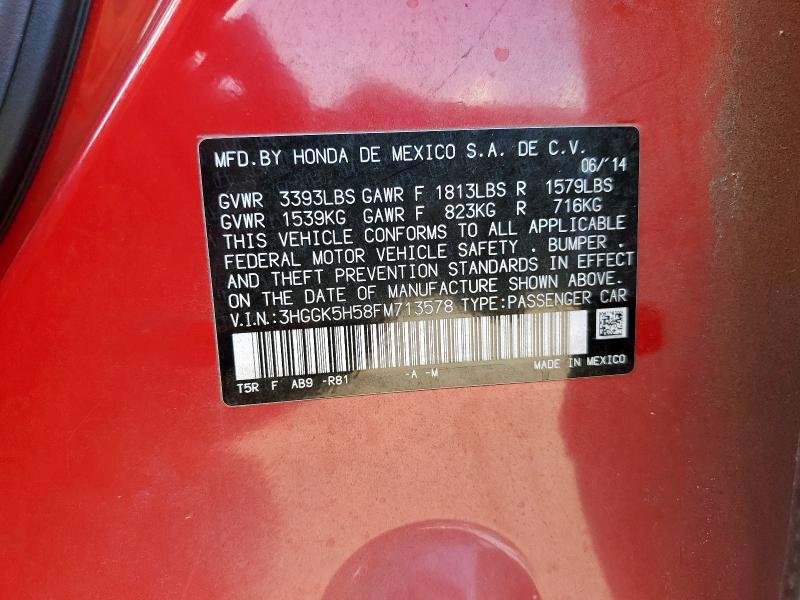 MFD.BY HONDA DE MEXICO S.A. DE C.V.
06/'14
GVWR 3393LBS GAWR F 1813LBS R 1579LBS
GVWR 1539KG GAWR F 823KG R 716KG
THIS VEHICLE CONFORMS TO ALL APPLICABLE
FEDERAL MOTOR VEHICLE SAFETY . BUMPER .
AND THEFT PREVENTION STANDARDS IN EFFECT
ON THE DATE OF MANUFACTURE SHOWN ABOVE.
V.I.N.:3HGGK5H58FM713578 TYPE:PASSENGER CAR
T5R F AB9 -R81 -A -M MADE IN MEXICO